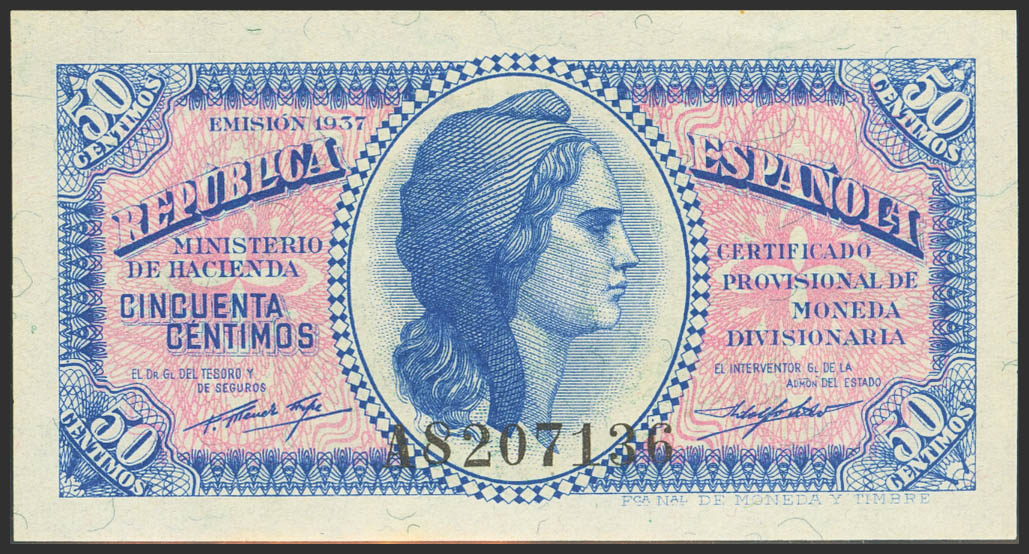 50
CENTIMOS
50
CENTIMOS
EMISIÓN 1937
REPUBLICA
ESPAÑOLA
MINISTERIO
DE HACIENDA
CINCUENTA
CÉNTIMOS
EL DR GL DEL TESORO Y
DE SEGUROS
CERTIFICADO
PROVISIONAL DE
MONEDA
DIVISIONARIA
EL INTERVENTOR GL DE LA
ADMÓN DEL ESTADO
A8207136
50
CENTIMOS
50
CENTIMOS
FCA NAL DE MONEDA Y TIMBRE